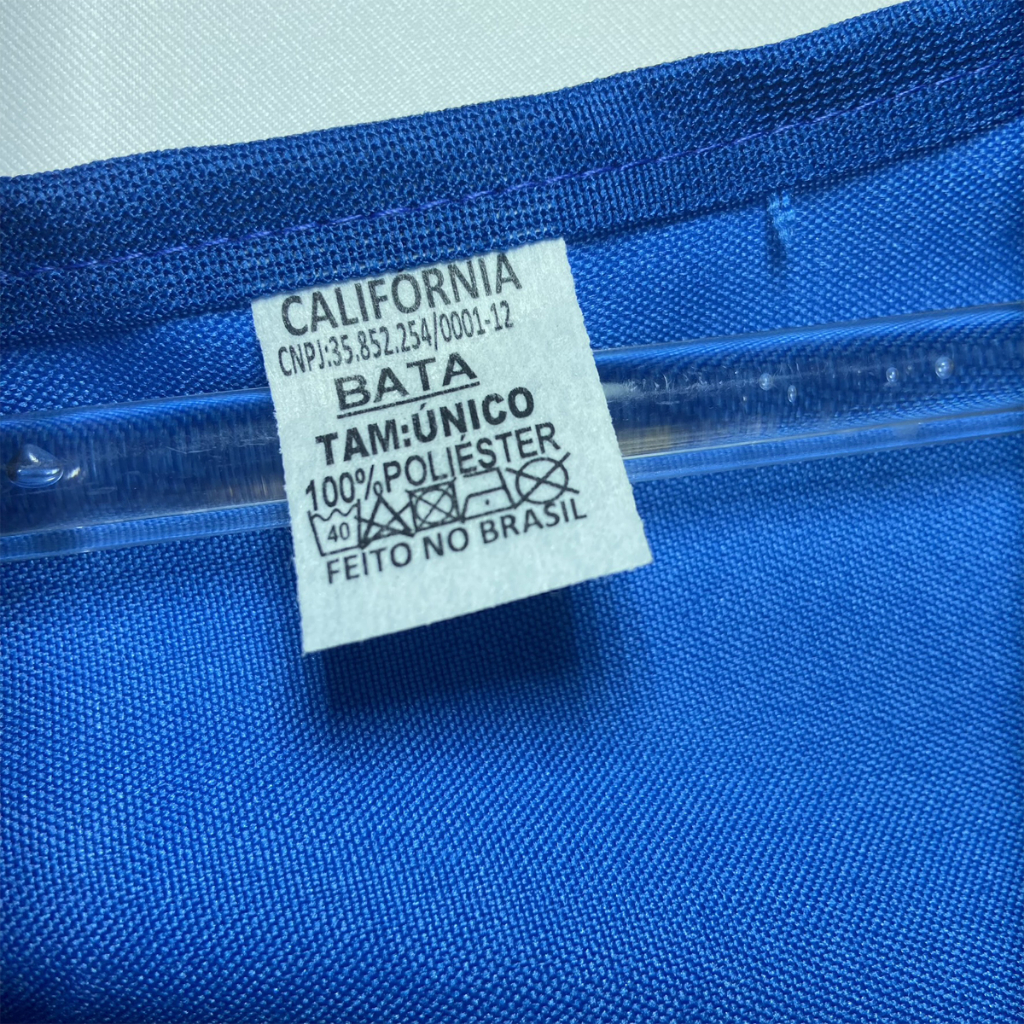 CALIFORNIA
CNPJ:35.852.254/0001-12
BATA
TAM:ÚNICO
100%POLIÉSTER
40
FEITO NO BRASIL